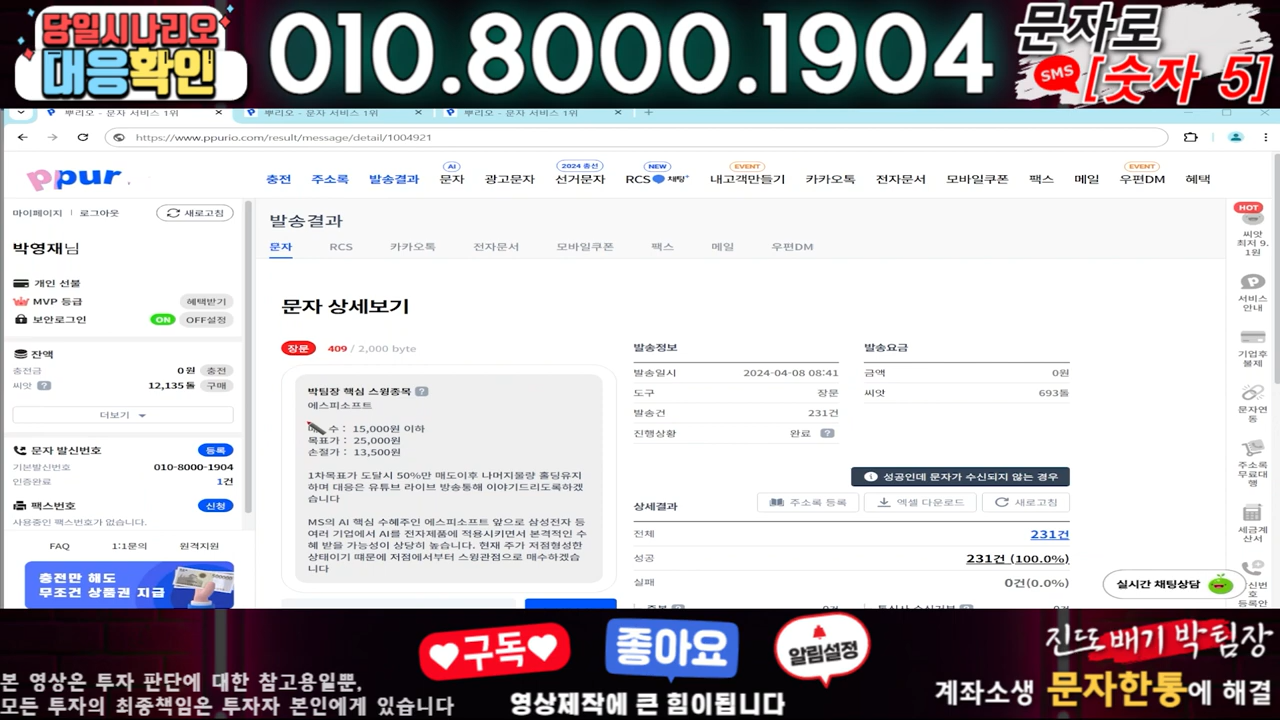 당일시나리오
대응확인
010.8000.1904
문자로
SMS [숫자 5]
뿌리오 - 문자 서비스 1위
뿌리오 - 문자 서비스 1위
뿌리오 - 문자 서비스 1위
https://www.ppurio.com/result/message/detail/1004921
ppur
충전
주소록
발송결과
AI
문자
광고문자
2024 총선
선거문자
NEW
RCS 채팅+
EVENT
내고객만들기
카카오톡
전자문서
모바일쿠폰
팩스
메일
EVENT
우편DM
혜택
마이페이지 | 로그아웃
새로고침
박영재님
개인 선불
MVP 등급
혜택받기
보안로그인
ON
OFF설정
잔액
충전금
0원
충전
씨앗 ?
12,135톨
구매
더보기
문자 발신번호
등록
기본발신번호
010-8000-1904
인증완료
1건
팩스번호
신청
사용중인 팩스번호가 없습니다.
FAQ
1:1문의
원격지원
충전만 해도
무조건 상품권 지급
발송결과
문자
RCS
카카오톡
전자문서
모바일쿠폰
팩스
메일
우편DM
문자 상세보기
장문
409 / 2,000 byte
박팀장 핵심 스윙종목 ?
에스피소프트
수 : 15,000원 이하
목표가 : 25,000원
손절가 : 13,500원
1차목표가 도달시 50%만 매도이후 나머지물량 홀딩유지
하며 대응은 유튜브 라이브 방송통해 이야기드리도록하겠
습니다
MS의 AI 핵심 수혜주인 에스피소프트 앞으로 삼성전자 등
여러 기업에서 AI를 전자제품에 적용시키면서 본격적인 수
혜 받을 가능성이 상당히 높습니다. 현재 주가 저점형성한
상태이기 때문에 저점에서부터 스윙관점으로 매수하겠습
니다
발송정보
발송일시
2024-04-08 08:41
도구
장문
발송건
231건
진행상황
완료 ?
발송요금
금액
0원
씨앗
693톨
성공인데 문자가 수신되지 않는 경우
상세결과
주소록 등록
엑셀 다운로드
새로고침
전체
231건
성공
231건 (100.0%)
실패
0건(0.0%)
HOT
씨앗
최저 9.
1원
서비스
안내
기업후
불제
문자연
동
주소록
무료대
행
세금계
산서
실시간 채팅상담
구독
좋아요
알림설정
영상제작에 큰 힘이됩니다
본 영상은 투자 판단에 대한 참고용일뿐,
모든 투자의 최종책임은 투자자 본인에게 있습니다
진또배기 박팀장
계좌소생 문자한통에 해결